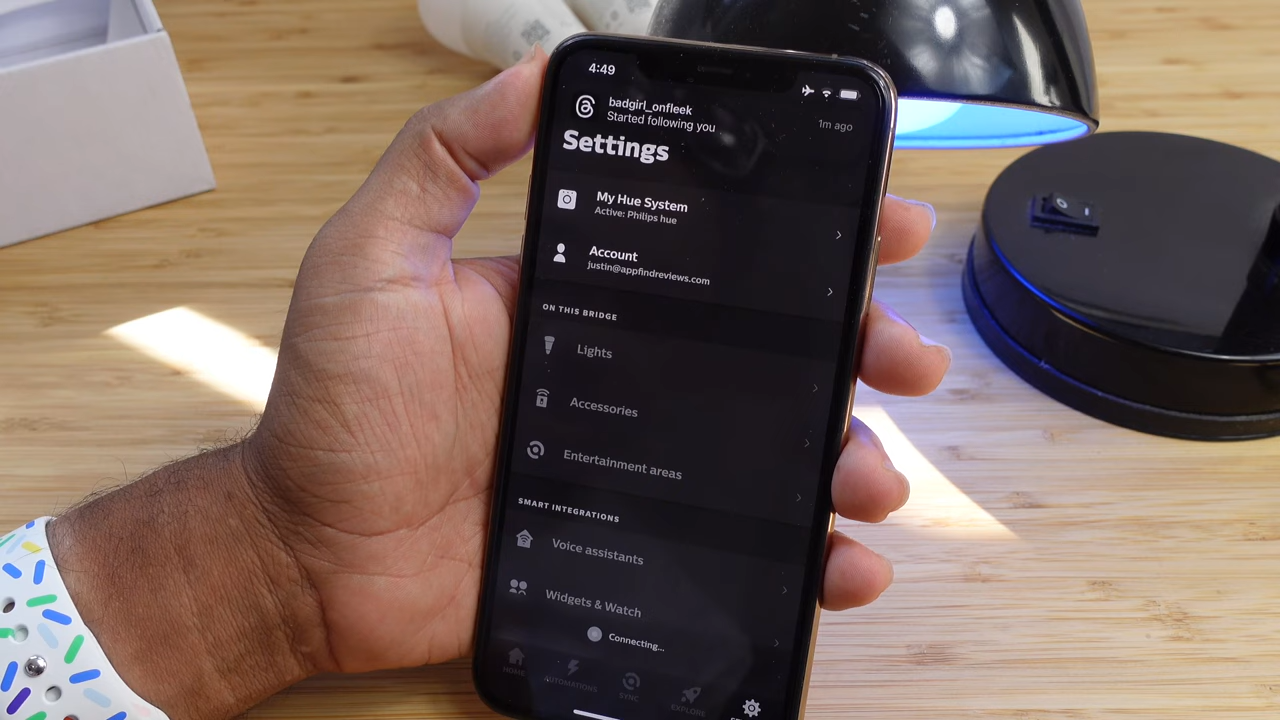 4:49
badgirl_onfleek
Started following you
1m ago
Settings
My Hue System
Active: Philips hue
Account
justin@appfindreviews.com
ON THIS BRIDGE
Lights
Accessories
Entertainment areas
SMART INTEGRATIONS
Voice assistants
Widgets & Watch
Connecting...
HOME
AUTOMATIONS
SYNC
EXPLORE